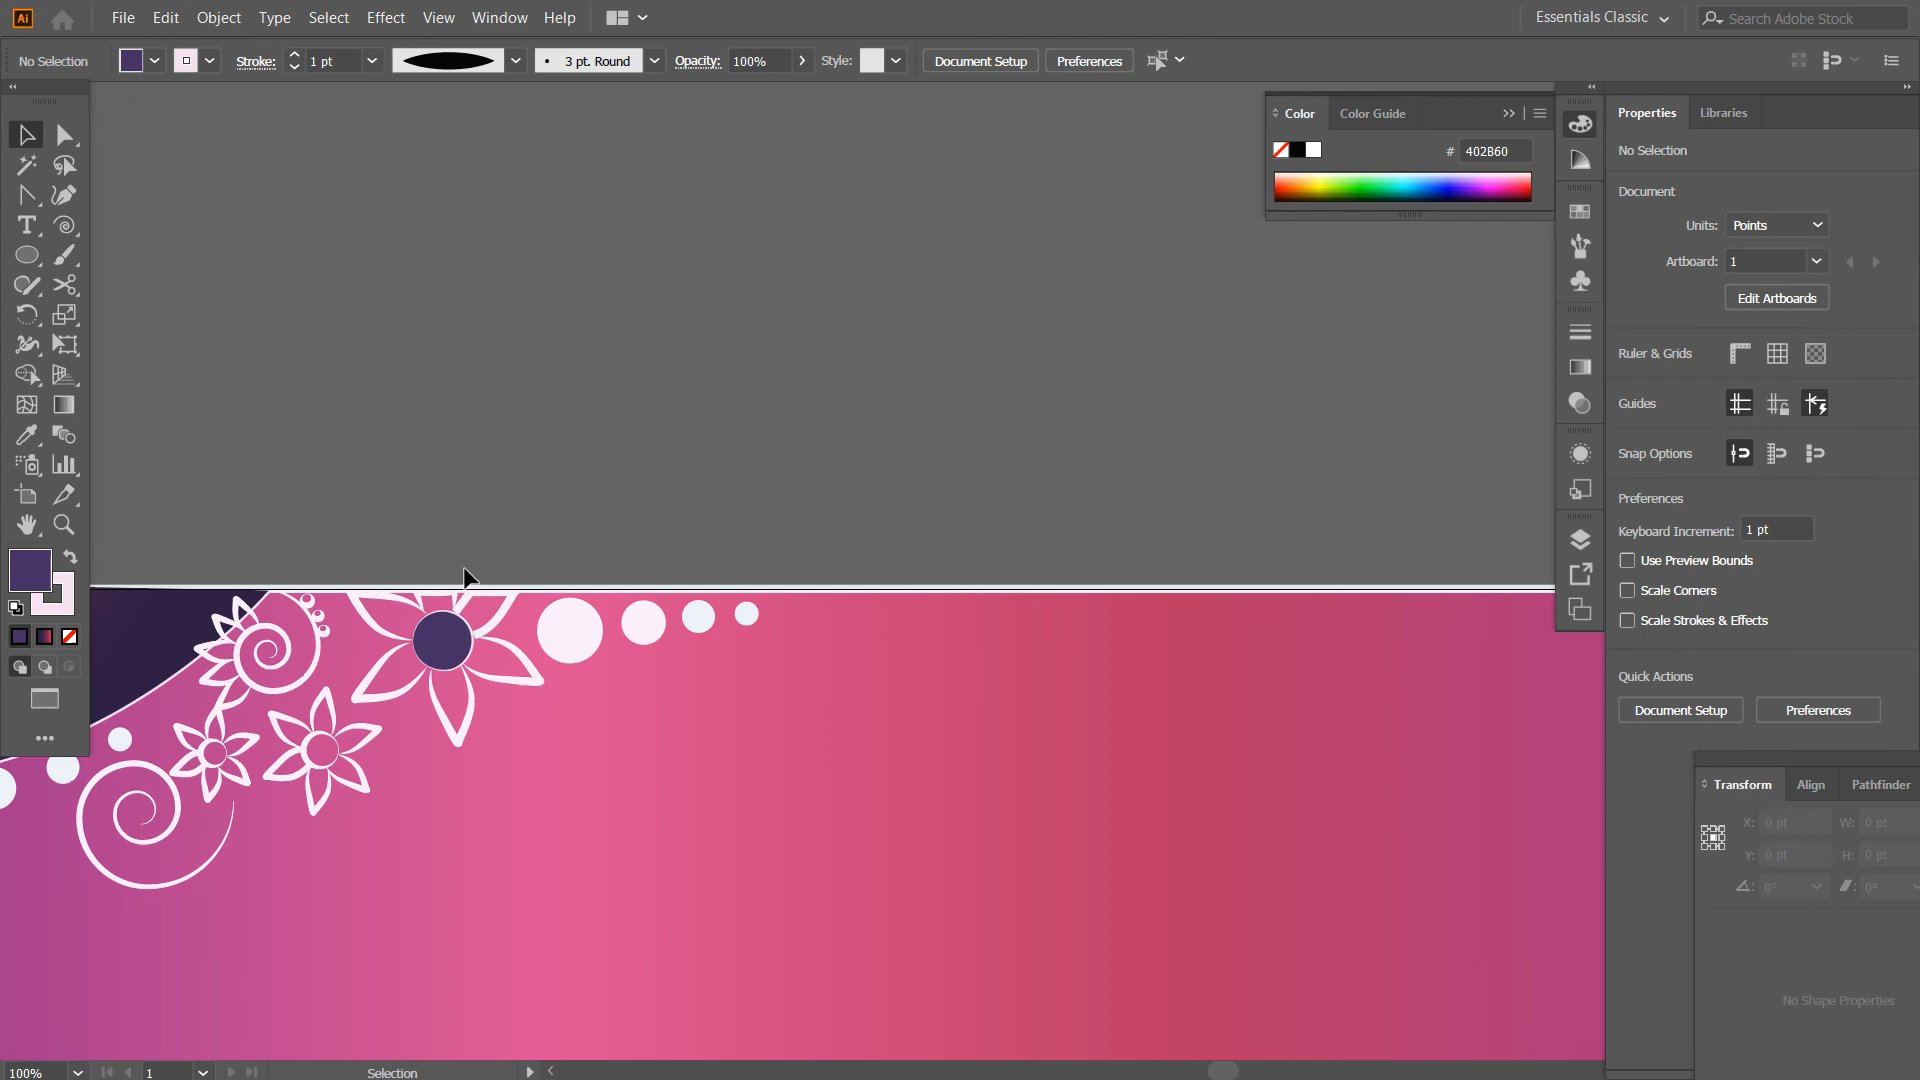 Ai File Edit Object Type Select Effect View Window Help Essentials Classic Search Adobe Stock
No Selection Stroke: 1 pt 3 pt. Round Opacity: 100% Style: Document Setup Preferences
Color Color Guide
# 402B60
Properties Libraries
No Selection
Document
Units: Points
Artboard: 1
Edit Artboards
Ruler & Grids
Guides
Snap Options
Preferences
Keyboard Increment: 1 pt
Use Preview Bounds
Scale Corners
Scale Strokes & Effects
Quick Actions
Document Setup Preferences
Transform Align Pathfinder
X: 0 pt W: 0 pt
Y: 0 pt H: 0 pt
0° 0°
No Shape Properties
100% 1 Selection